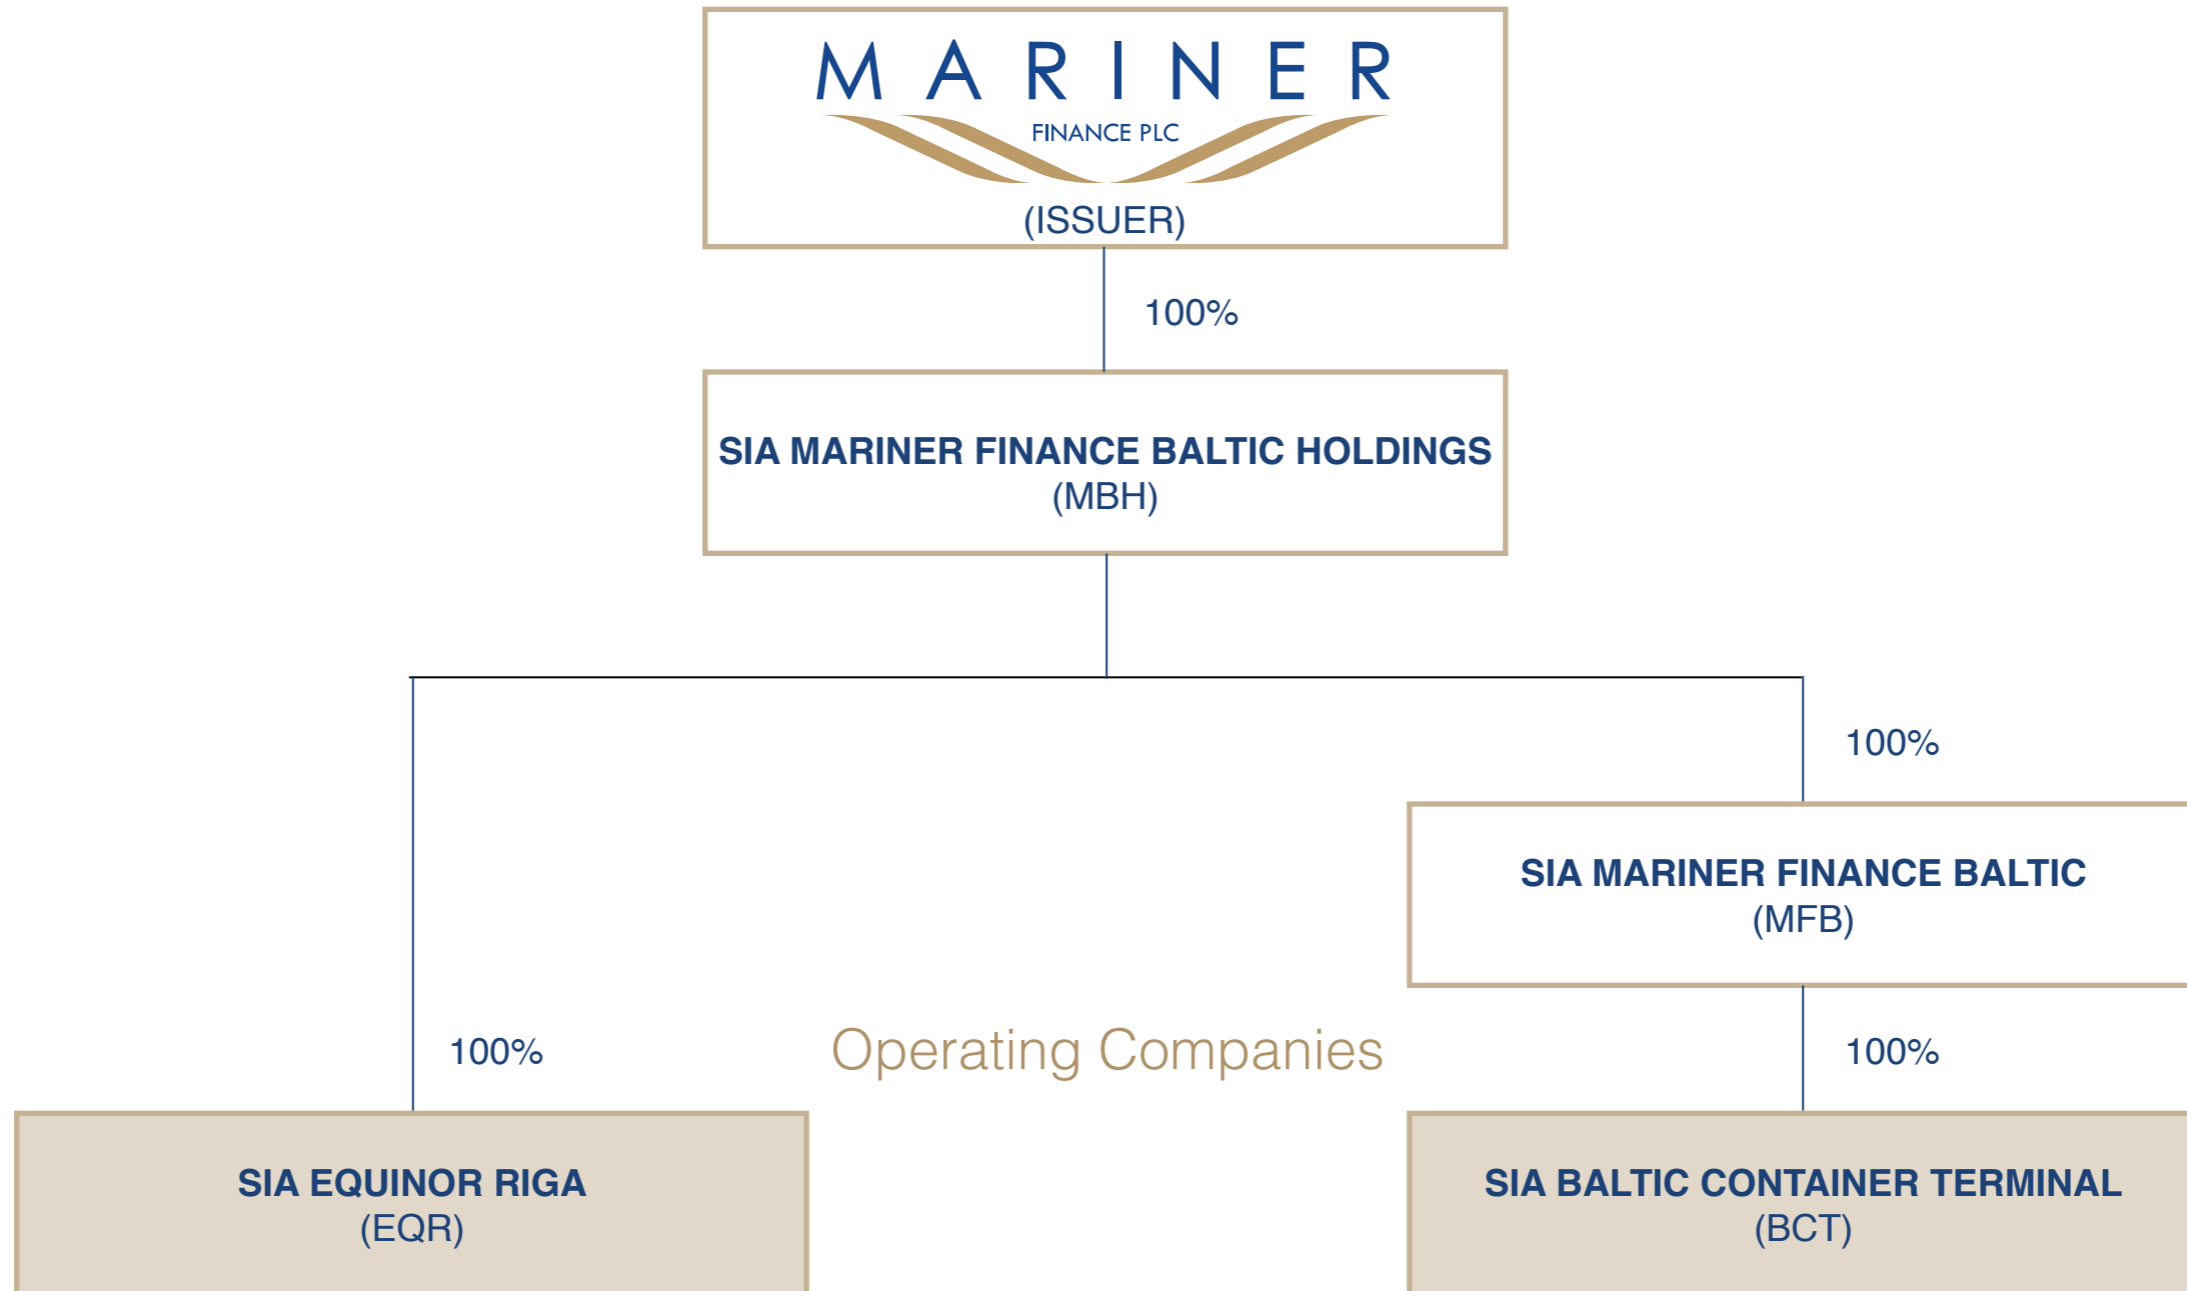 MARINER
FINANCE PLC
(ISSUER)
100%
SIA MARINER FINANCE BALTIC HOLDINGS
(MBH)
100%
SIA MARINER FINANCE BALTIC
(MFB)
100%
Operating Companies
100%
SIA EQUINOR RIGA
(EQR)
SIA BALTIC CONTAINER TERMINAL
(BCT)